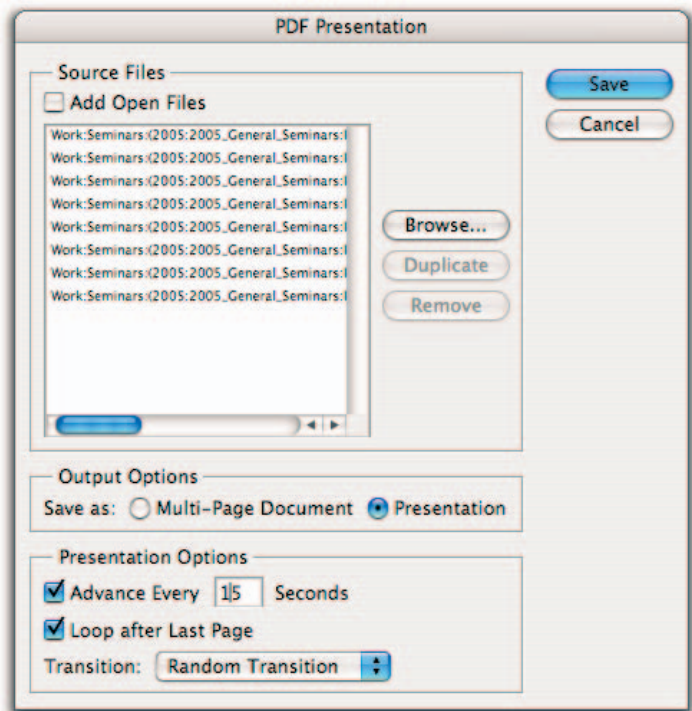 PDF Presentation
Source Files
Add Open Files
Work:Seminars:(2005:2005_General_Seminars:I
Work:Seminars:(2005:2005_General_Seminars:I
Work:Seminars:(2005:2005_General_Seminars:I
Work:Seminars:(2005:2005_General_Seminars:I
Work:Seminars:(2005:2005_General_Seminars:I
Work:Seminars:(2005:2005_General_Seminars:I
Work:Seminars:(2005:2005_General_Seminars:I
Work:Seminars:(2005:2005_General_Seminars:I
Browse...
Duplicate
Remove
Save
Cancel
Output Options
Save as: Multi-Page Document Presentation
Presentation Options
Advance Every 15 Seconds
Loop after Last Page
Transition: Random Transition